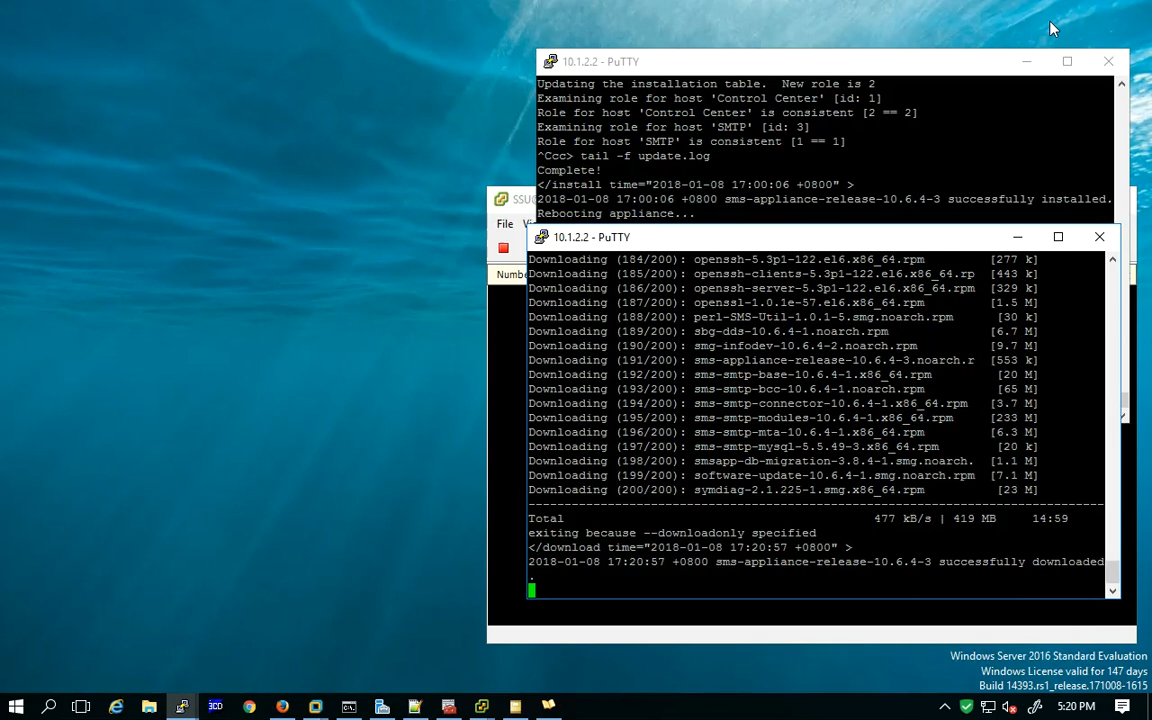 10.1.2.2 - PuTTY
Updating the installation table.  New role is 2
Examining role for host 'Control Center' [id: 1]
Role for host 'Control Center' is consistent [2 == 2]
Examining role for host 'SMTP' [id: 3]
Role for host 'SMTP' is consistent [1 == 1]
^Ccc> tail -f update.log
Complete!
</install time="2018-01-08 17:00:06 +0800" >
2018-01-08 17:00:06 +0800 sms-appliance-release-10.6.4-3 successfully installed.
Rebooting appliance...
File
10.1.2.2 - PuTTY
Downloading (184/200): openssh-5.3p1-122.el6.x86_64.rpm [277 k]
Downloading (185/200): openssh-clients-5.3p1-122.el6.x86_64.rp [443 k]
Downloading (186/200): openssh-server-5.3p1-122.el6.x86_64.rpm [329 k]
Downloading (187/200): openssl-1.0.1e-57.el6.x86_64.rpm [1.5 M]
Downloading (188/200): perl-SMS-Util-1.0.1-5.smg.noarch.rpm [30 k]
Downloading (189/200): sbg-dds-10.6.4-1.noarch.rpm [6.7 M]
Downloading (190/200): smg-infodev-10.6.4-2.noarch.rpm [9.7 M]
Downloading (191/200): sms-appliance-release-10.6.4-3.noarch.r [553 k]
Downloading (192/200): sms-smtp-base-10.6.4-1.x86_64.rpm [20 M]
Downloading (193/200): sms-smtp-bcc-10.6.4-1.noarch.rpm [65 M]
Downloading (194/200): sms-smtp-connector-10.6.4-1.x86_64.rpm [3.7 M]
Downloading (195/200): sms-smtp-modules-10.6.4-1.x86_64.rpm [233 M]
Downloading (196/200): sms-smtp-mta-10.6.4-1.x86_64.rpm [6.3 M]
Downloading (197/200): sms-smtp-mysql-5.5.49-3.x86_64.rpm [20 k]
Downloading (198/200): smsapp-db-migration-3.8.4-1.smg.noarch. [1.1 M]
Downloading (199/200): software-update-10.6.4-1.smg.noarch.rpm [7.1 M]
Downloading (200/200): symdiag-2.1.225-1.smg.x86_64.rpm [23 M]
Total 477 kB/s | 419 MB 14:59
exiting because --downloadonly specified
</download time="2018-01-08 17:20:57 +0800" >
2018-01-08 17:20:57 +0800 sms-appliance-release-10.6.4-3 successfully downloaded
.
Windows Server 2016 Standard Evaluation
Windows License valid for 147 days
Build 14393.rs1_release.171008-1615
5:20 PM